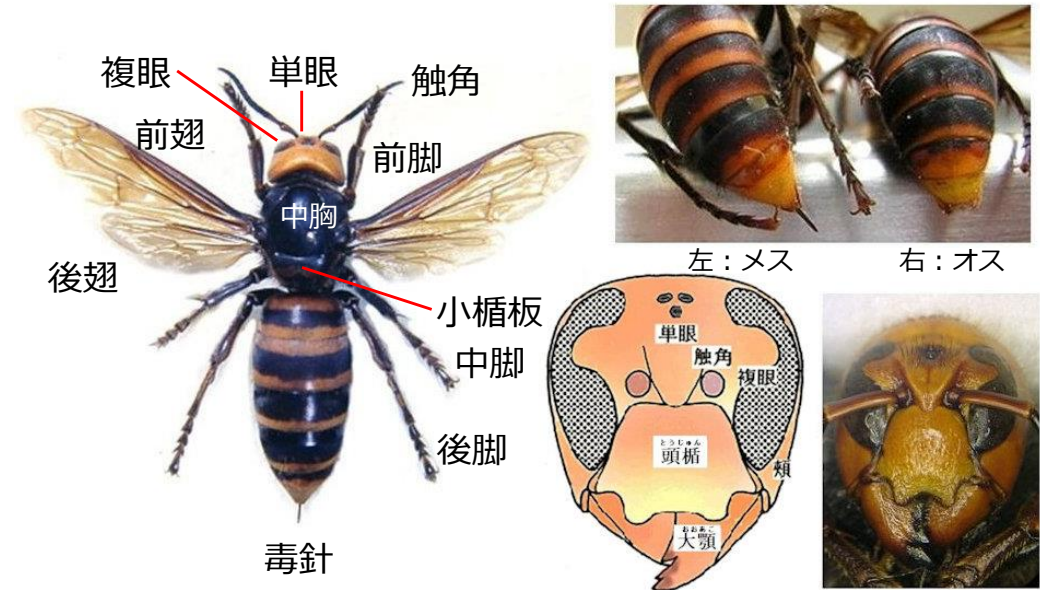 複眼
単眼
触角
前翅
前脚
中胸
後翅
小楯板
中脚
後脚
毒針
左：メス
右：オス
単眼
触角
複眼
とうじゅん
頭楯
頬
おおあご
大顎